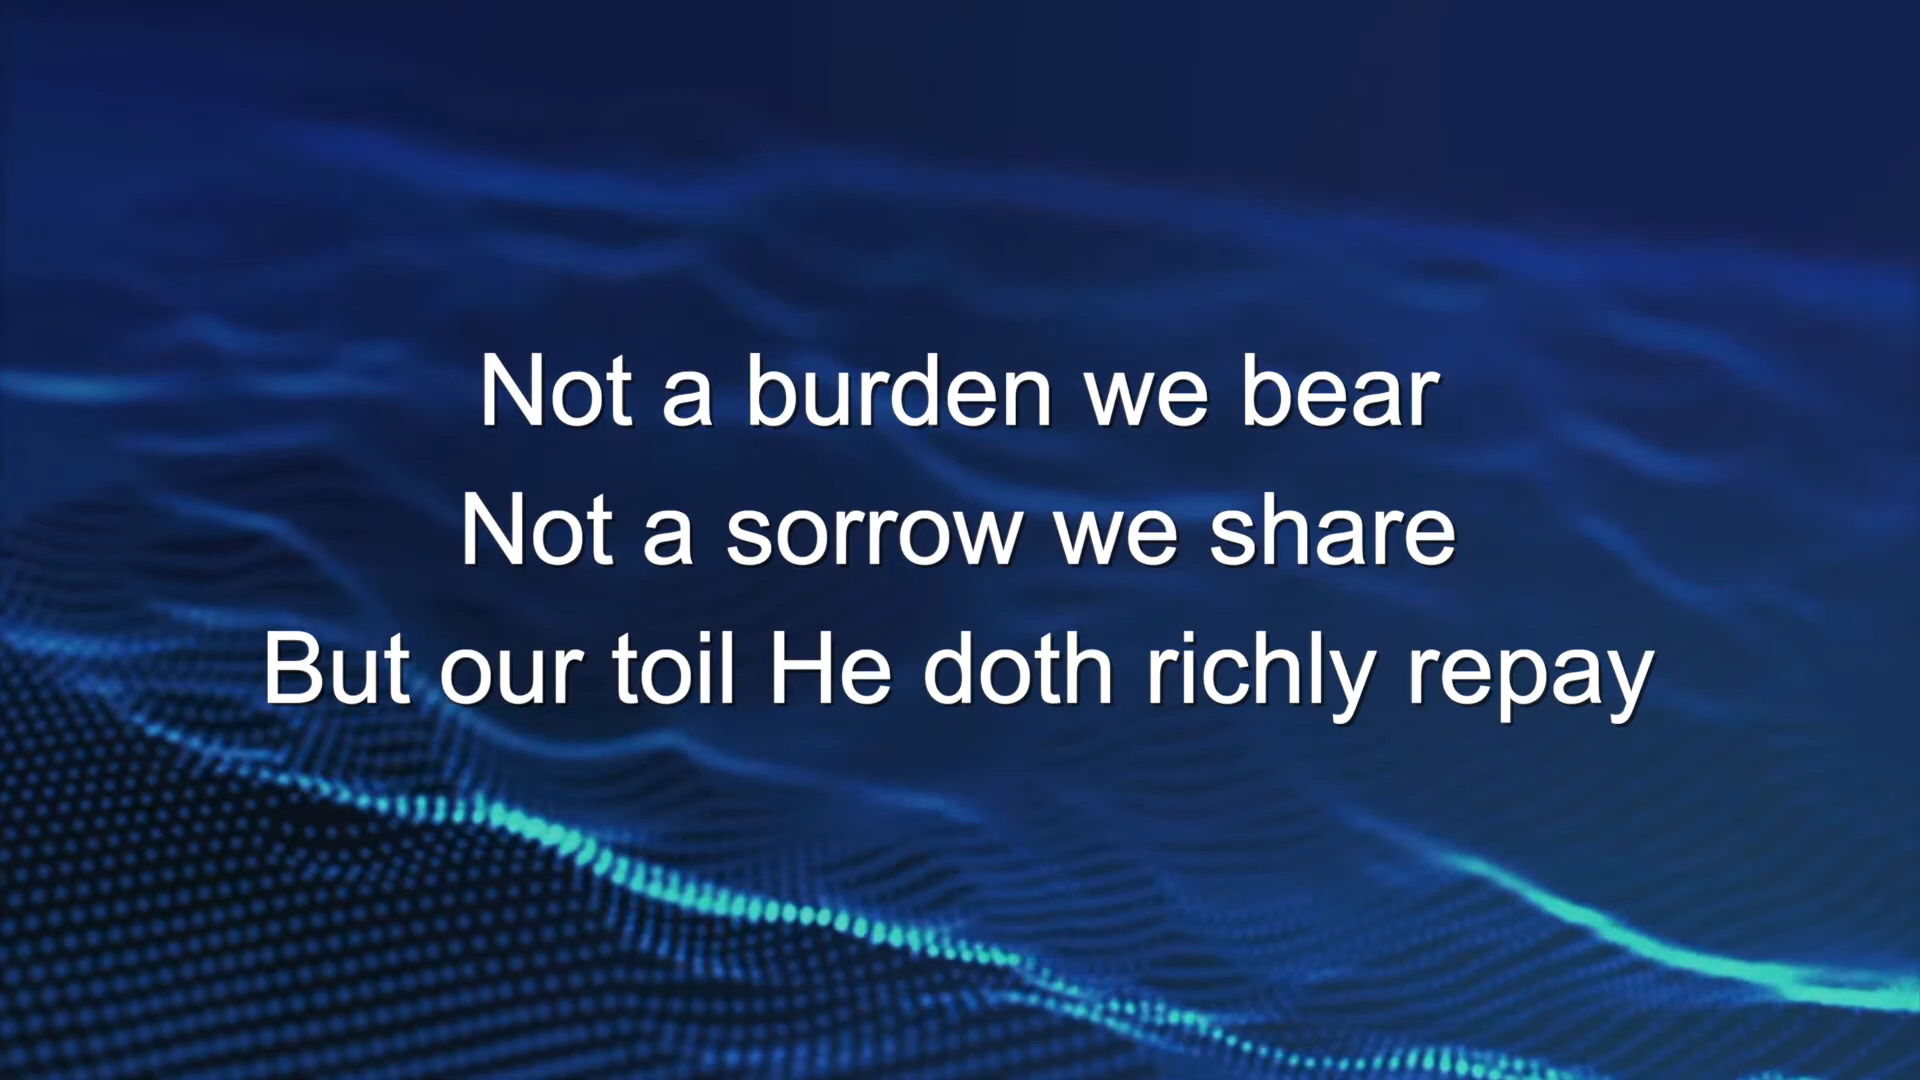 Not a burden we bear
Not a sorrow we share
But our toil He doth richly repay